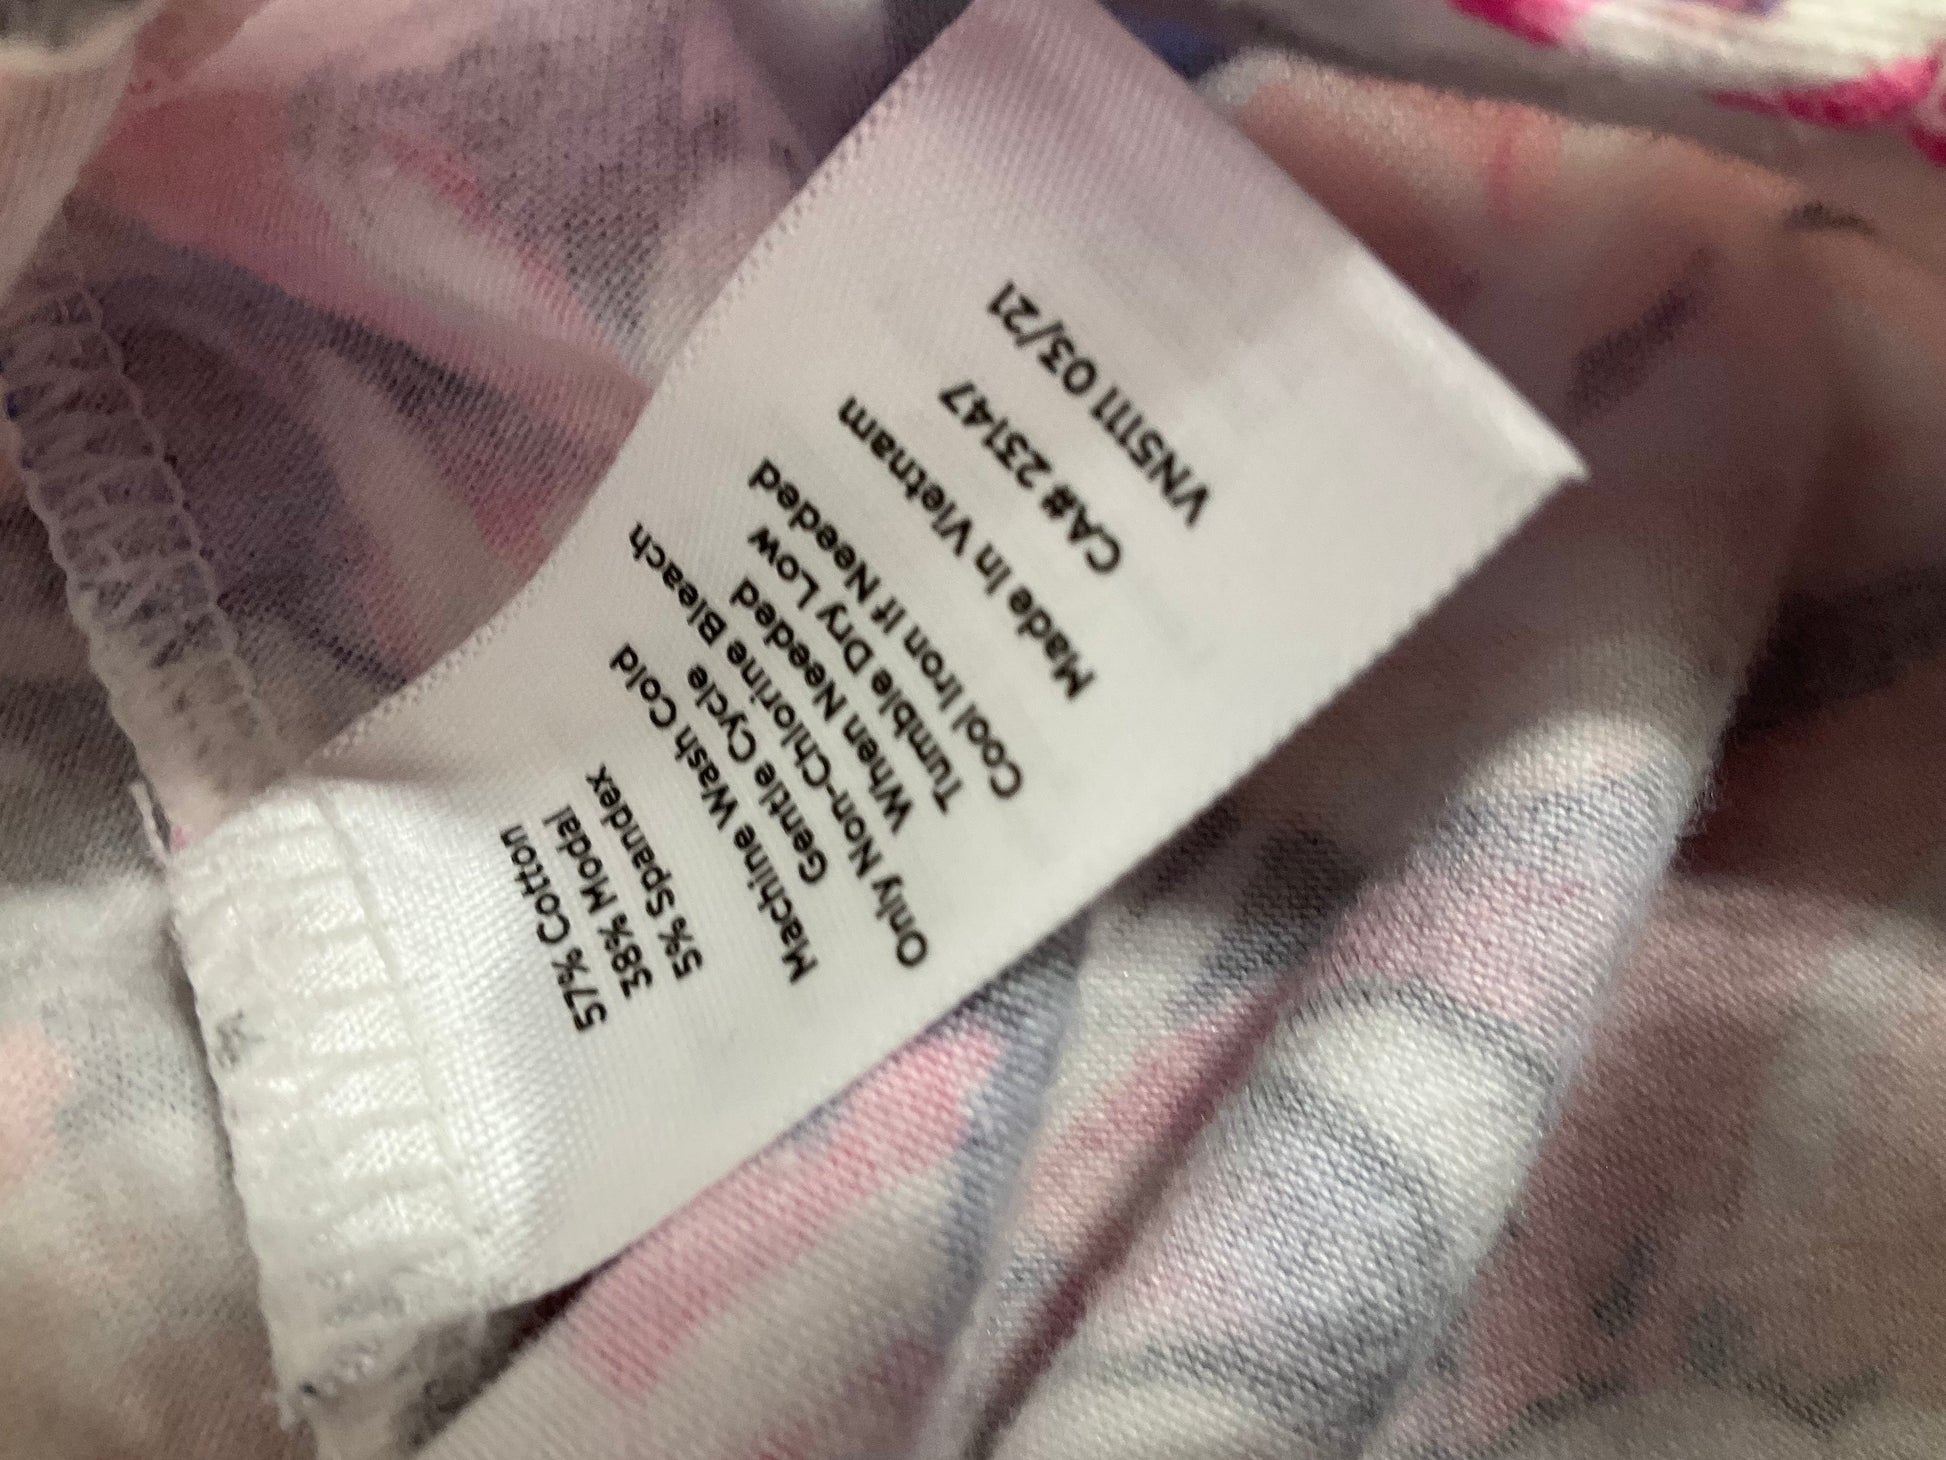 57% Cotton
38% Modal
5% Spandex
Machine Wash Cold
Gentle Cycle
Only Non-Chlorine Bleach
When Needed
Tumble Dry Low
Cool Iron If Needed
Made In Vietnam
CA# 23147
VN5111 03/21